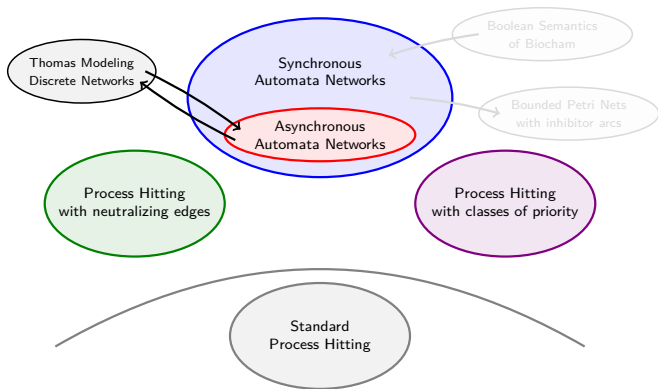 Thomas Modeling
Discrete Networks
Synchronous
Automata Networks
Boolean Semantics
of Biocham
Bounded Petri Nets
with inhibitor arcs
Asynchronous
Automata Networks
Process Hitting
with neutralizing edges
Process Hitting
with classes of priority
Standard
Process Hitting